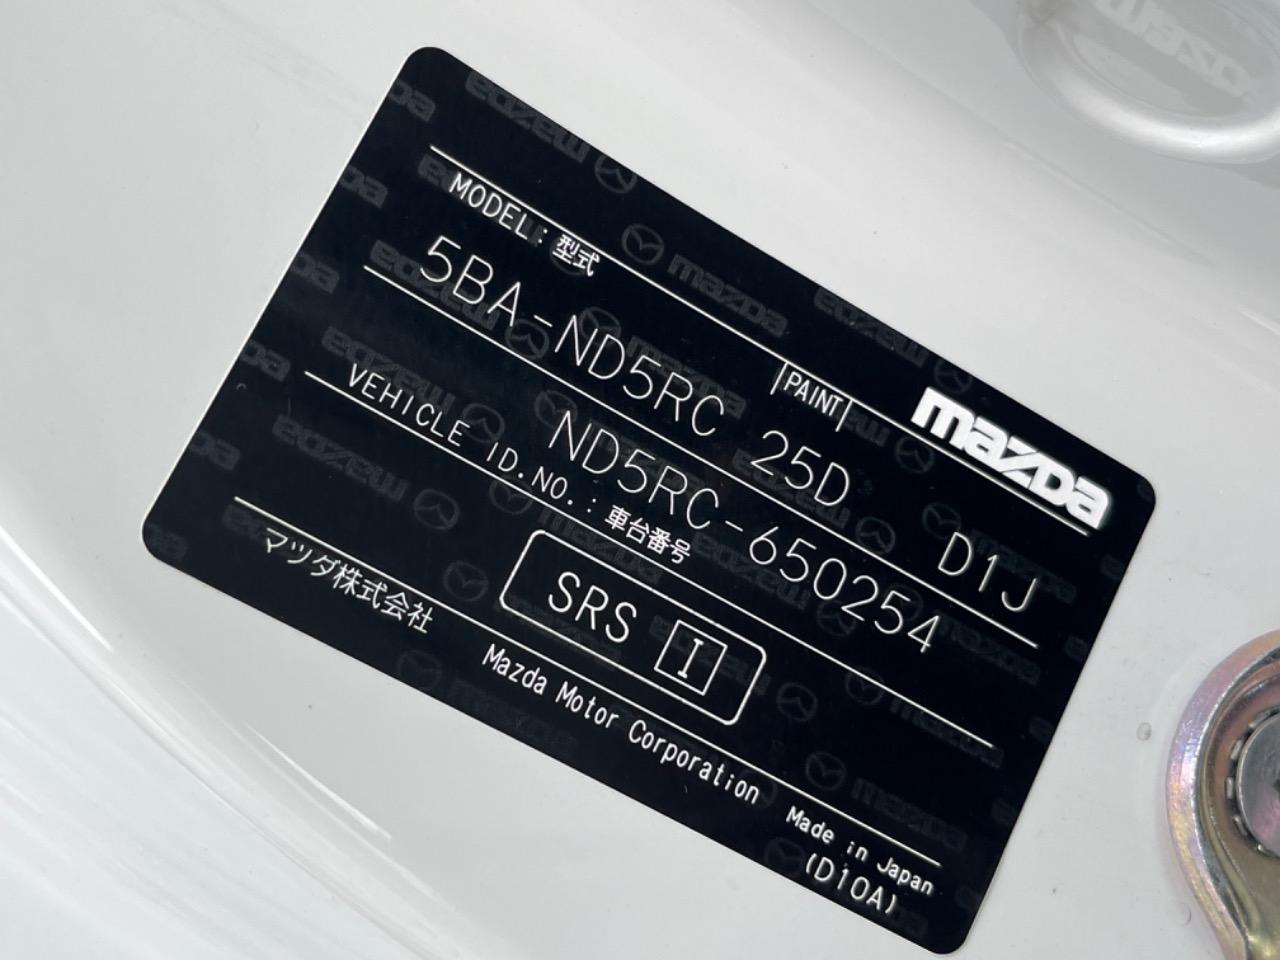 mazda
MODEL: 型式
PAINT
5BA-ND5RC 25D D1J
ND5RC-650254
VEHICLE ID.NO.: 車台番号
SRS I
マツダ株式会社
Mazda Motor Corporation
Made in Japan
(D10A)